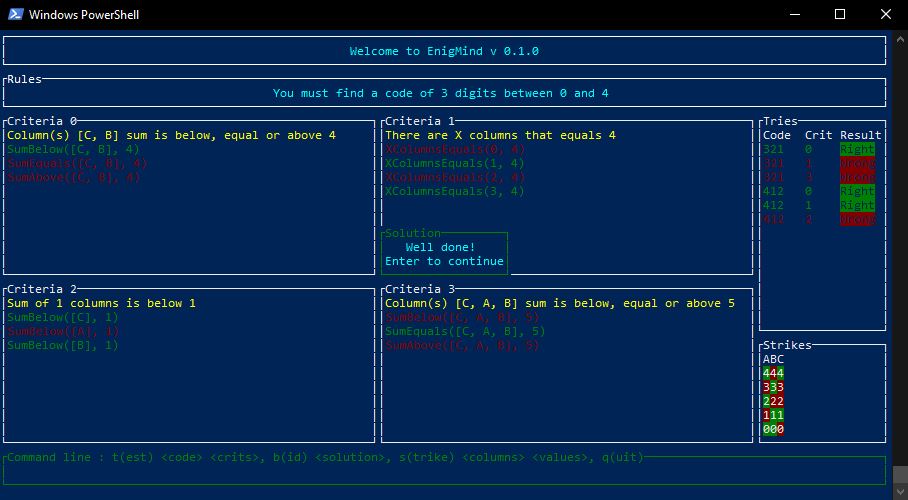 Windows PowerShell
Welcome to EnigMind v 0.1.0
Rules
You must find a code of 3 digits between 0 and 4
Criteria 0
Column(s) [C, B] sum is below, equal or above 4
SumBelow([C, B], 4)
SumEquals([C, B], 4)
SumAbove([C, B], 4)
Criteria 1
There are X columns that equals 4
XColumnsEquals(0, 4)
XColumnsEquals(1, 4)
XColumnsEquals(2, 4)
XColumnsEquals(3, 4)
Tries
Code Crit Result
321 0 Right
321 1 Wrong
321 3 Wrong
412 0 Right
412 1 Right
412 2 Wrong
Solution
Well done!
Enter to continue
Criteria 2
Sum of 1 columns is below 1
SumBelow([C], 1)
SumBelow([A], 1)
SumBelow([B], 1)
Criteria 3
Column(s) [C, A, B] sum is below, equal or above 5
SumBelow([C, A, B], 5)
SumEquals([C, A, B], 5)
SumAbove([C, A, B], 5)
Strikes
ABC
444
333
222
111
000
Command line : t(est) <code> <crits>, b(id) <solution>, s(trike) <columns> <values>, q(uit)